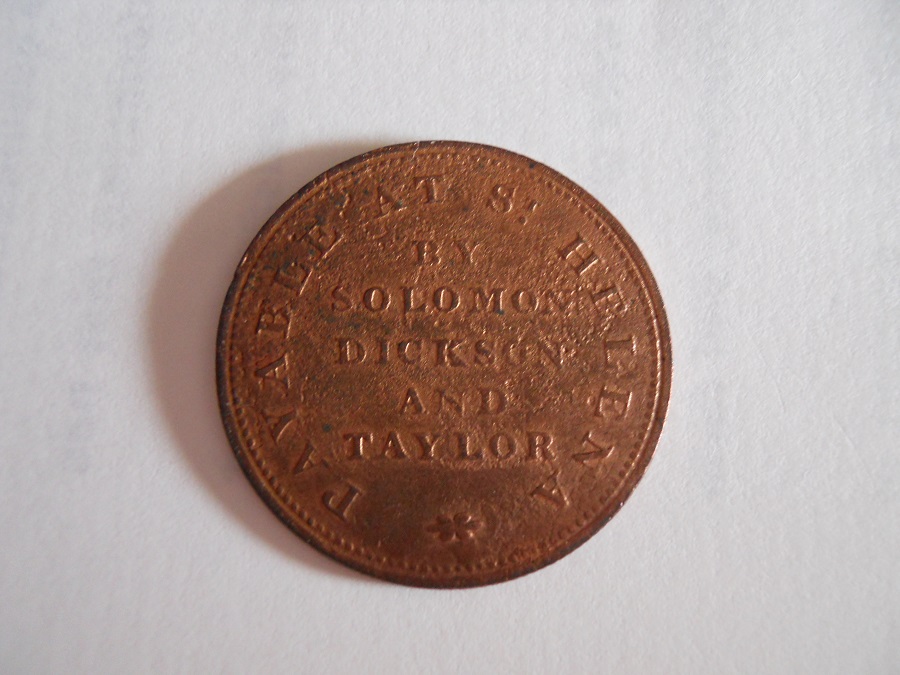 PAYABLE AT S: HELENA
BY
SOLOMON
DICKSON
AND
TAYLOR